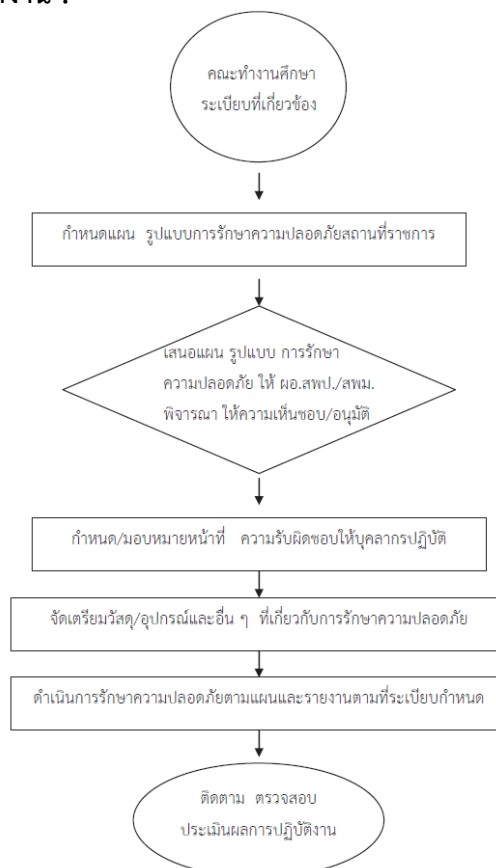 คณะทำงานศึกษา
ระเบียบที่เกี่ยวข้อง
กำหนดแผน รูปแบบการรักษาความปลอดภัยสถานที่ราชการ
เสนอแผน รูปแบบ การรักษา
ความปลอดภัย ให้ ผอ.สพป./สพม.
พิจารณา ให้ความเห็นชอบ/อนุมัติ
กำหนด/มอบหมายหน้าที่ ความรับผิดชอบให้บุคลากรปฏิบัติ
จัดเตรียมวัสดุ/อุปกรณ์และอื่น ๆ ที่เกี่ยวกับการรักษาความปลอดภัย
ดำเนินการรักษาความปลอดภัยตามแผนและรายงานตามที่ระเบียบกำหนด
ติดตาม ตรวจสอบ
ประเมินผลการปฏิบัติงาน